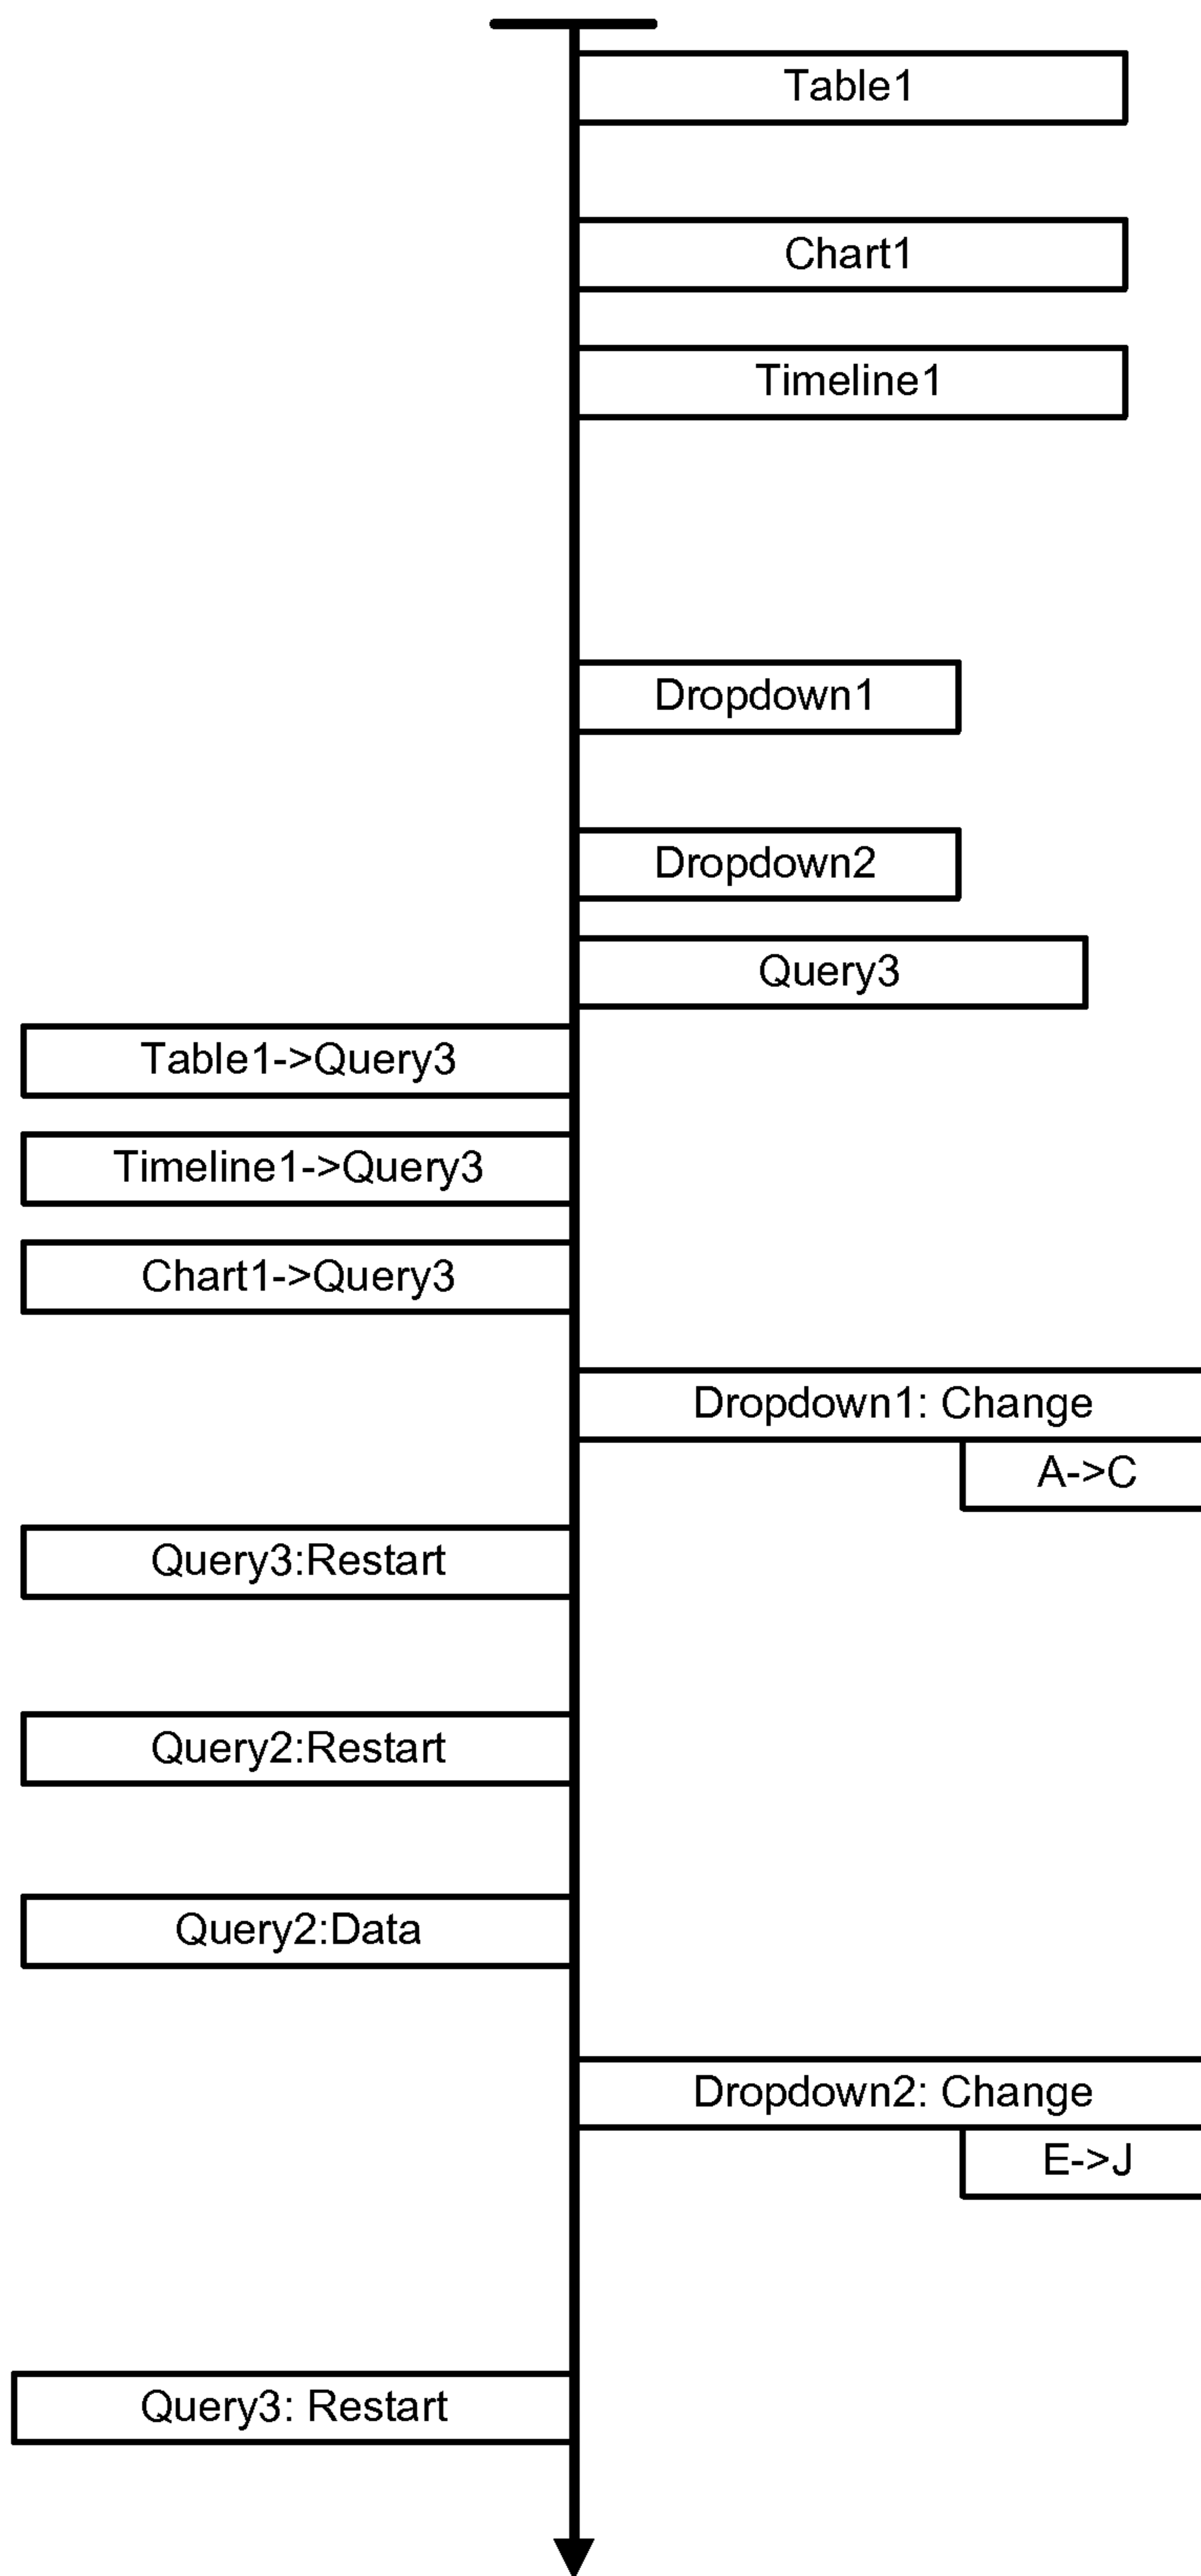 Table1
Chart1
Timeline1
Dropdown1
Dropdown2
Query3
Table1->Query3
Timeline1->Query3
Chart1->Query3
Dropdown1: Change
A->C
Query3:Restart
Query2:Restart
Query2:Data
Dropdown2: Change
E->J
Query3: Restart